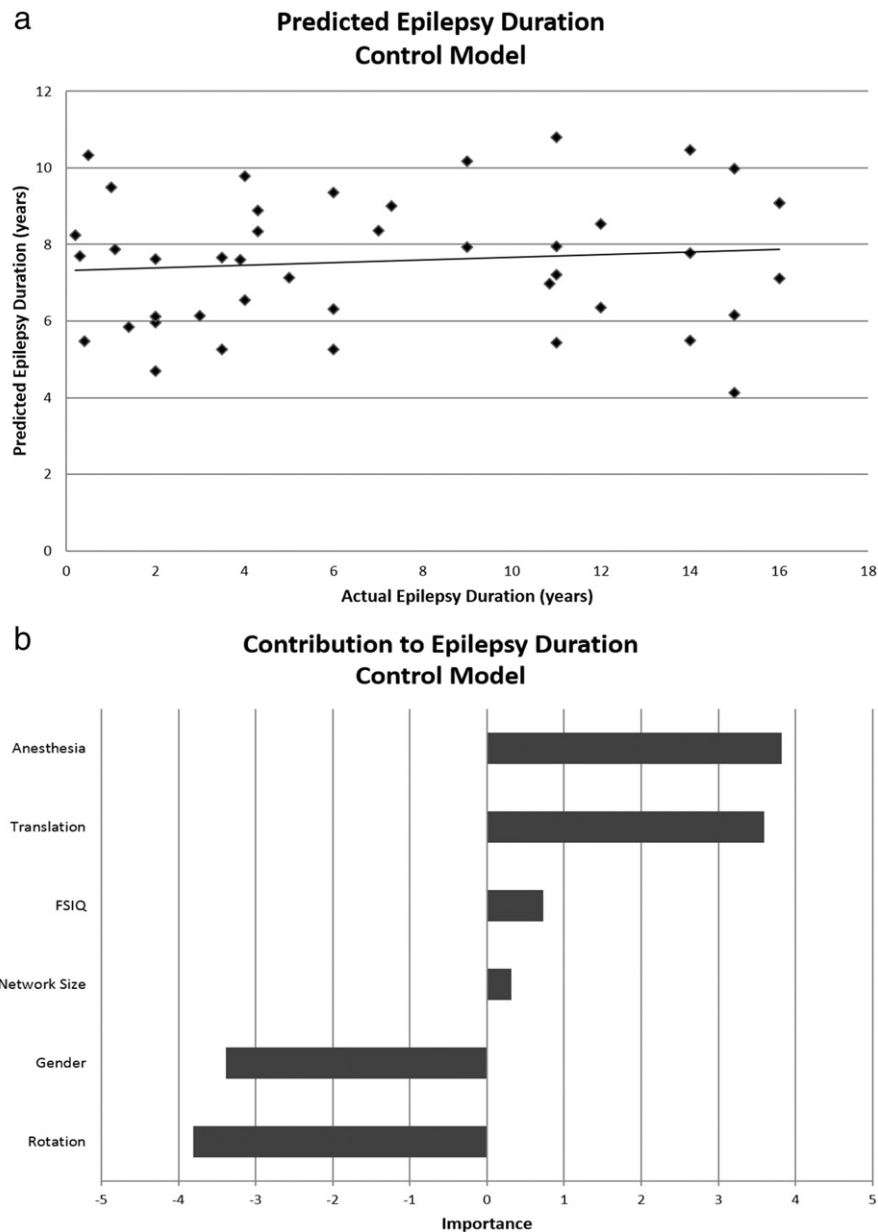 a
Predicted Epilepsy Duration
Control Model
12
10
8
6
4
2
0
Predicted Epilepsy Duration (years)
0 2 4 6 8 10 12 14 16 18
Actual Epilepsy Duration (years)
b
Contribution to Epilepsy Duration
Control Model
Anesthesia
Translation
FSIQ
Network Size
Gender
Rotation
-5 -4 -3 -2 -1 0 1 2 3 4 5
Importance